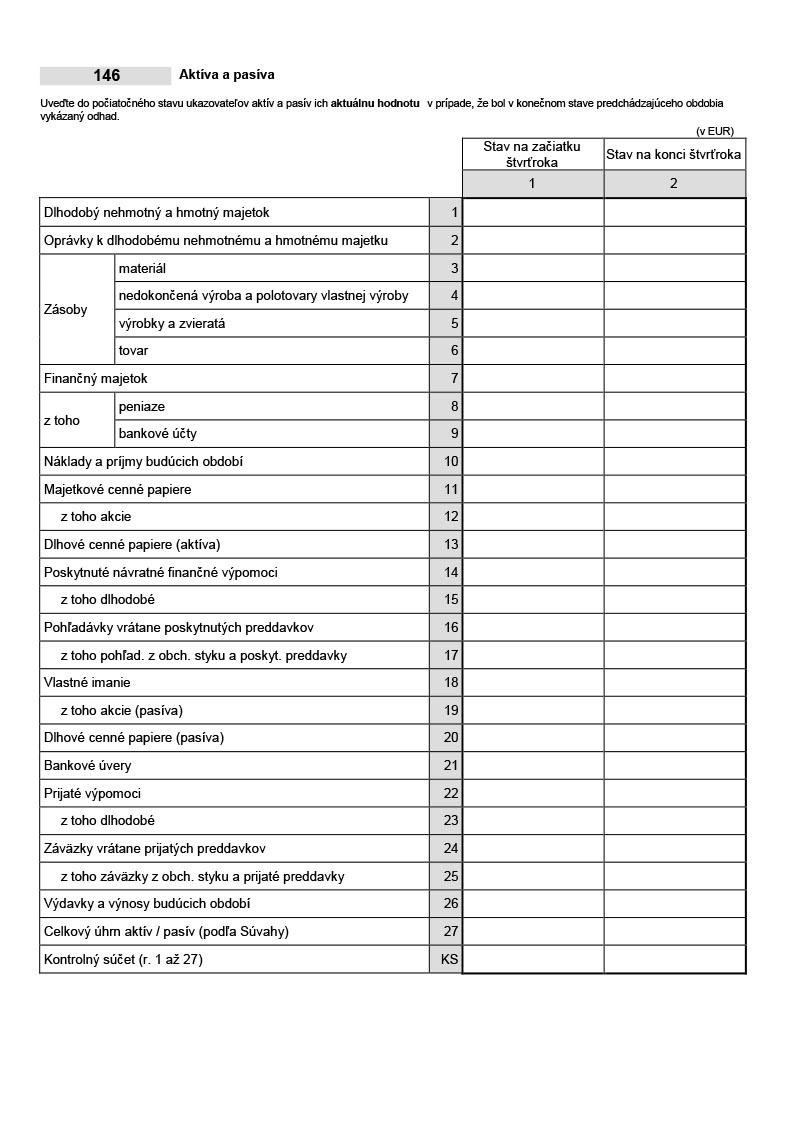 146 Aktíva a pasíva
Uveďte do počiatočného stavu ukazovateľov aktív a pasív ich aktuálnu hodnotu v prípade, že bol v konečnom stave predchádzajúceho obdobia
vykázaný odhad.
(v EUR)
Stav na začiatku
štvrťroka
Stav na konci štvrťroka
1 2
Dlhodobý nehmotný a hmotný majetok 1
Oprávky k dlhodobému nehmotnému a hmotnému majetku 2
Zásoby
materiál 3
nedokončená výroba a polotovary vlastnej výroby 4
výrobky a zvieratá 5
tovar 6
Finančný majetok 7
z toho
peniaze 8
bankové účty 9
Náklady a príjmy budúcich období 10
Majetkové cenné papiere 11
z toho akcie 12
Dlhové cenné papiere (aktíva) 13
Poskytnuté návratné finančné výpomoci 14
z toho dlhodobé 15
Pohľadávky vrátane poskytnutých preddavkov 16
z toho pohľad. z obch. styku a poskyt. preddavky 17
Vlastné imanie 18
z toho akcie (pasíva) 19
Dlhové cenné papiere (pasíva) 20
Bankové úvery 21
Prijaté výpomoci 22
z toho dlhodobé 23
Záväzky vrátane prijatých preddavkov 24
z toho záväzky z obch. styku a prijaté preddavky 25
Výdavky a výnosy budúcich období 26
Celkový úhrn aktív / pasív (podľa Súvahy) 27
Kontrolný súčet (r. 1 až 27) KS